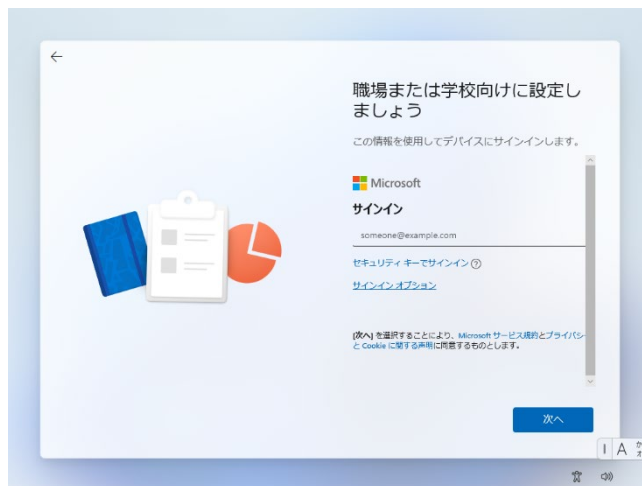 職場または学校向けに設定し
ましょう
この情報を使用してデバイスにサインインします。
Microsoft
サインイン
someone@example.com
セキュリティ キーでサインイン
サインイン オプション
[次へ] を選択することにより、Microsoft サービス規約とプライバシー
と Cookie に関する声明に同意するものとします。
次へ
A か